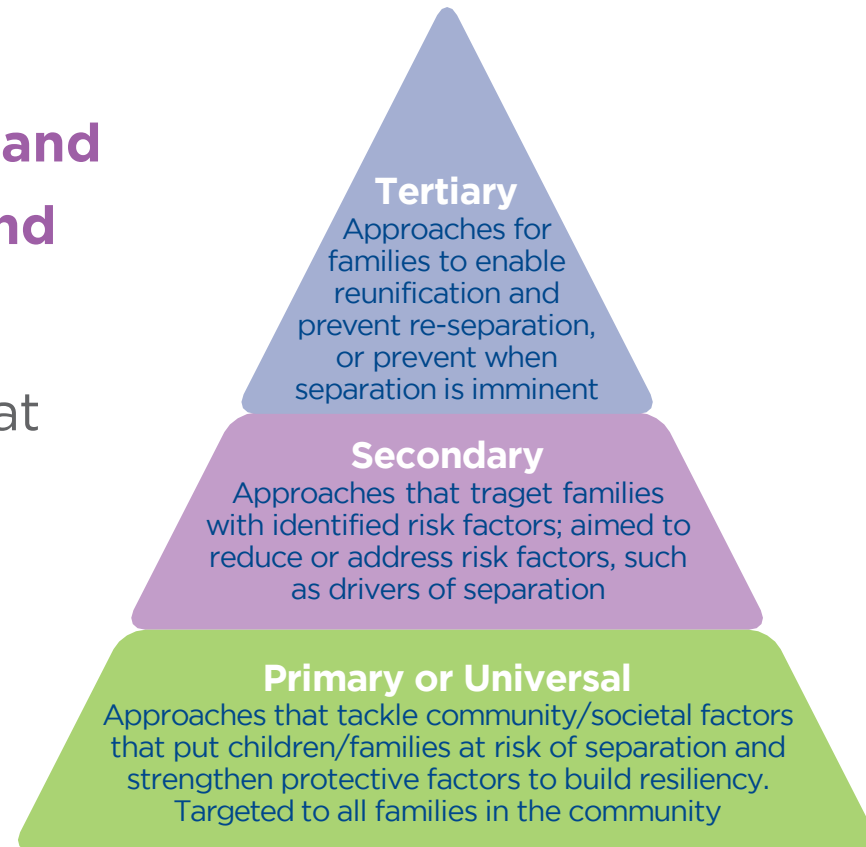 and
nd
at
Tertiary
Approaches for
families to enable
reunification and
prevent re-separation,
or prevent when
separation is imminent
Secondary
Approaches that traget families
with identified risk factors; aimed to
reduce or address risk factors, such
as drivers of separation
Primary or Universal
Approaches that tackle community/societal factors
that put children/families at risk of separation and
strengthen protective factors to build resiliency.
Targeted to all families in the community